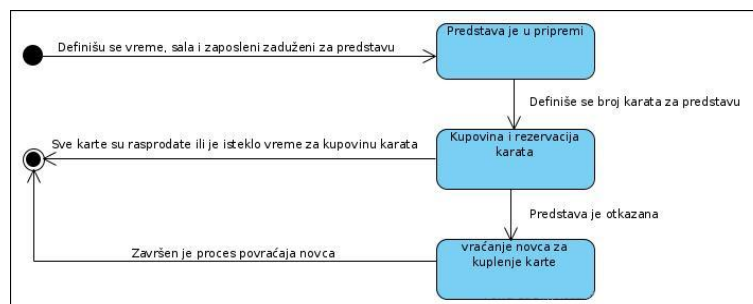 Definišu se vreme, sala i zaposleni zaduženi za predstavu
Predstava je u pripremi
Definiše se broj karata za predstavu
Sve karte su rasprodate ili je isteklo vreme za kupovinu karata
Kupovina i rezervacija
karata
Predstava je otkazana
Završen je proces povraćaja novca
vraćanje novca za
kuplenje karte